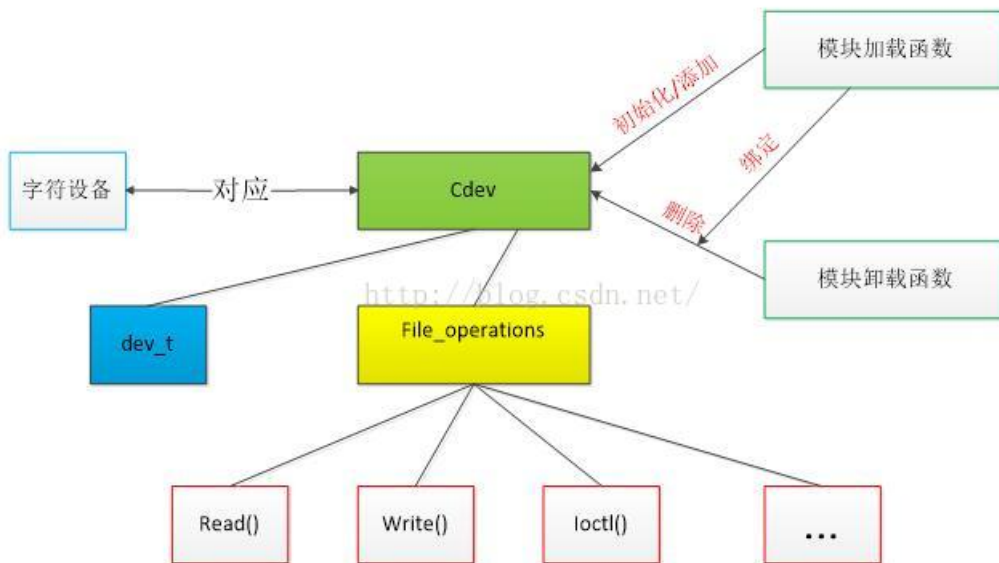 模块加载函数
初始化/添加
绑定
字符设备
对应
Cdev
删除
模块卸载函数
http://blog.csdn.net/
dev_t
File_operations
Read()
Write()
Ioctl()
...